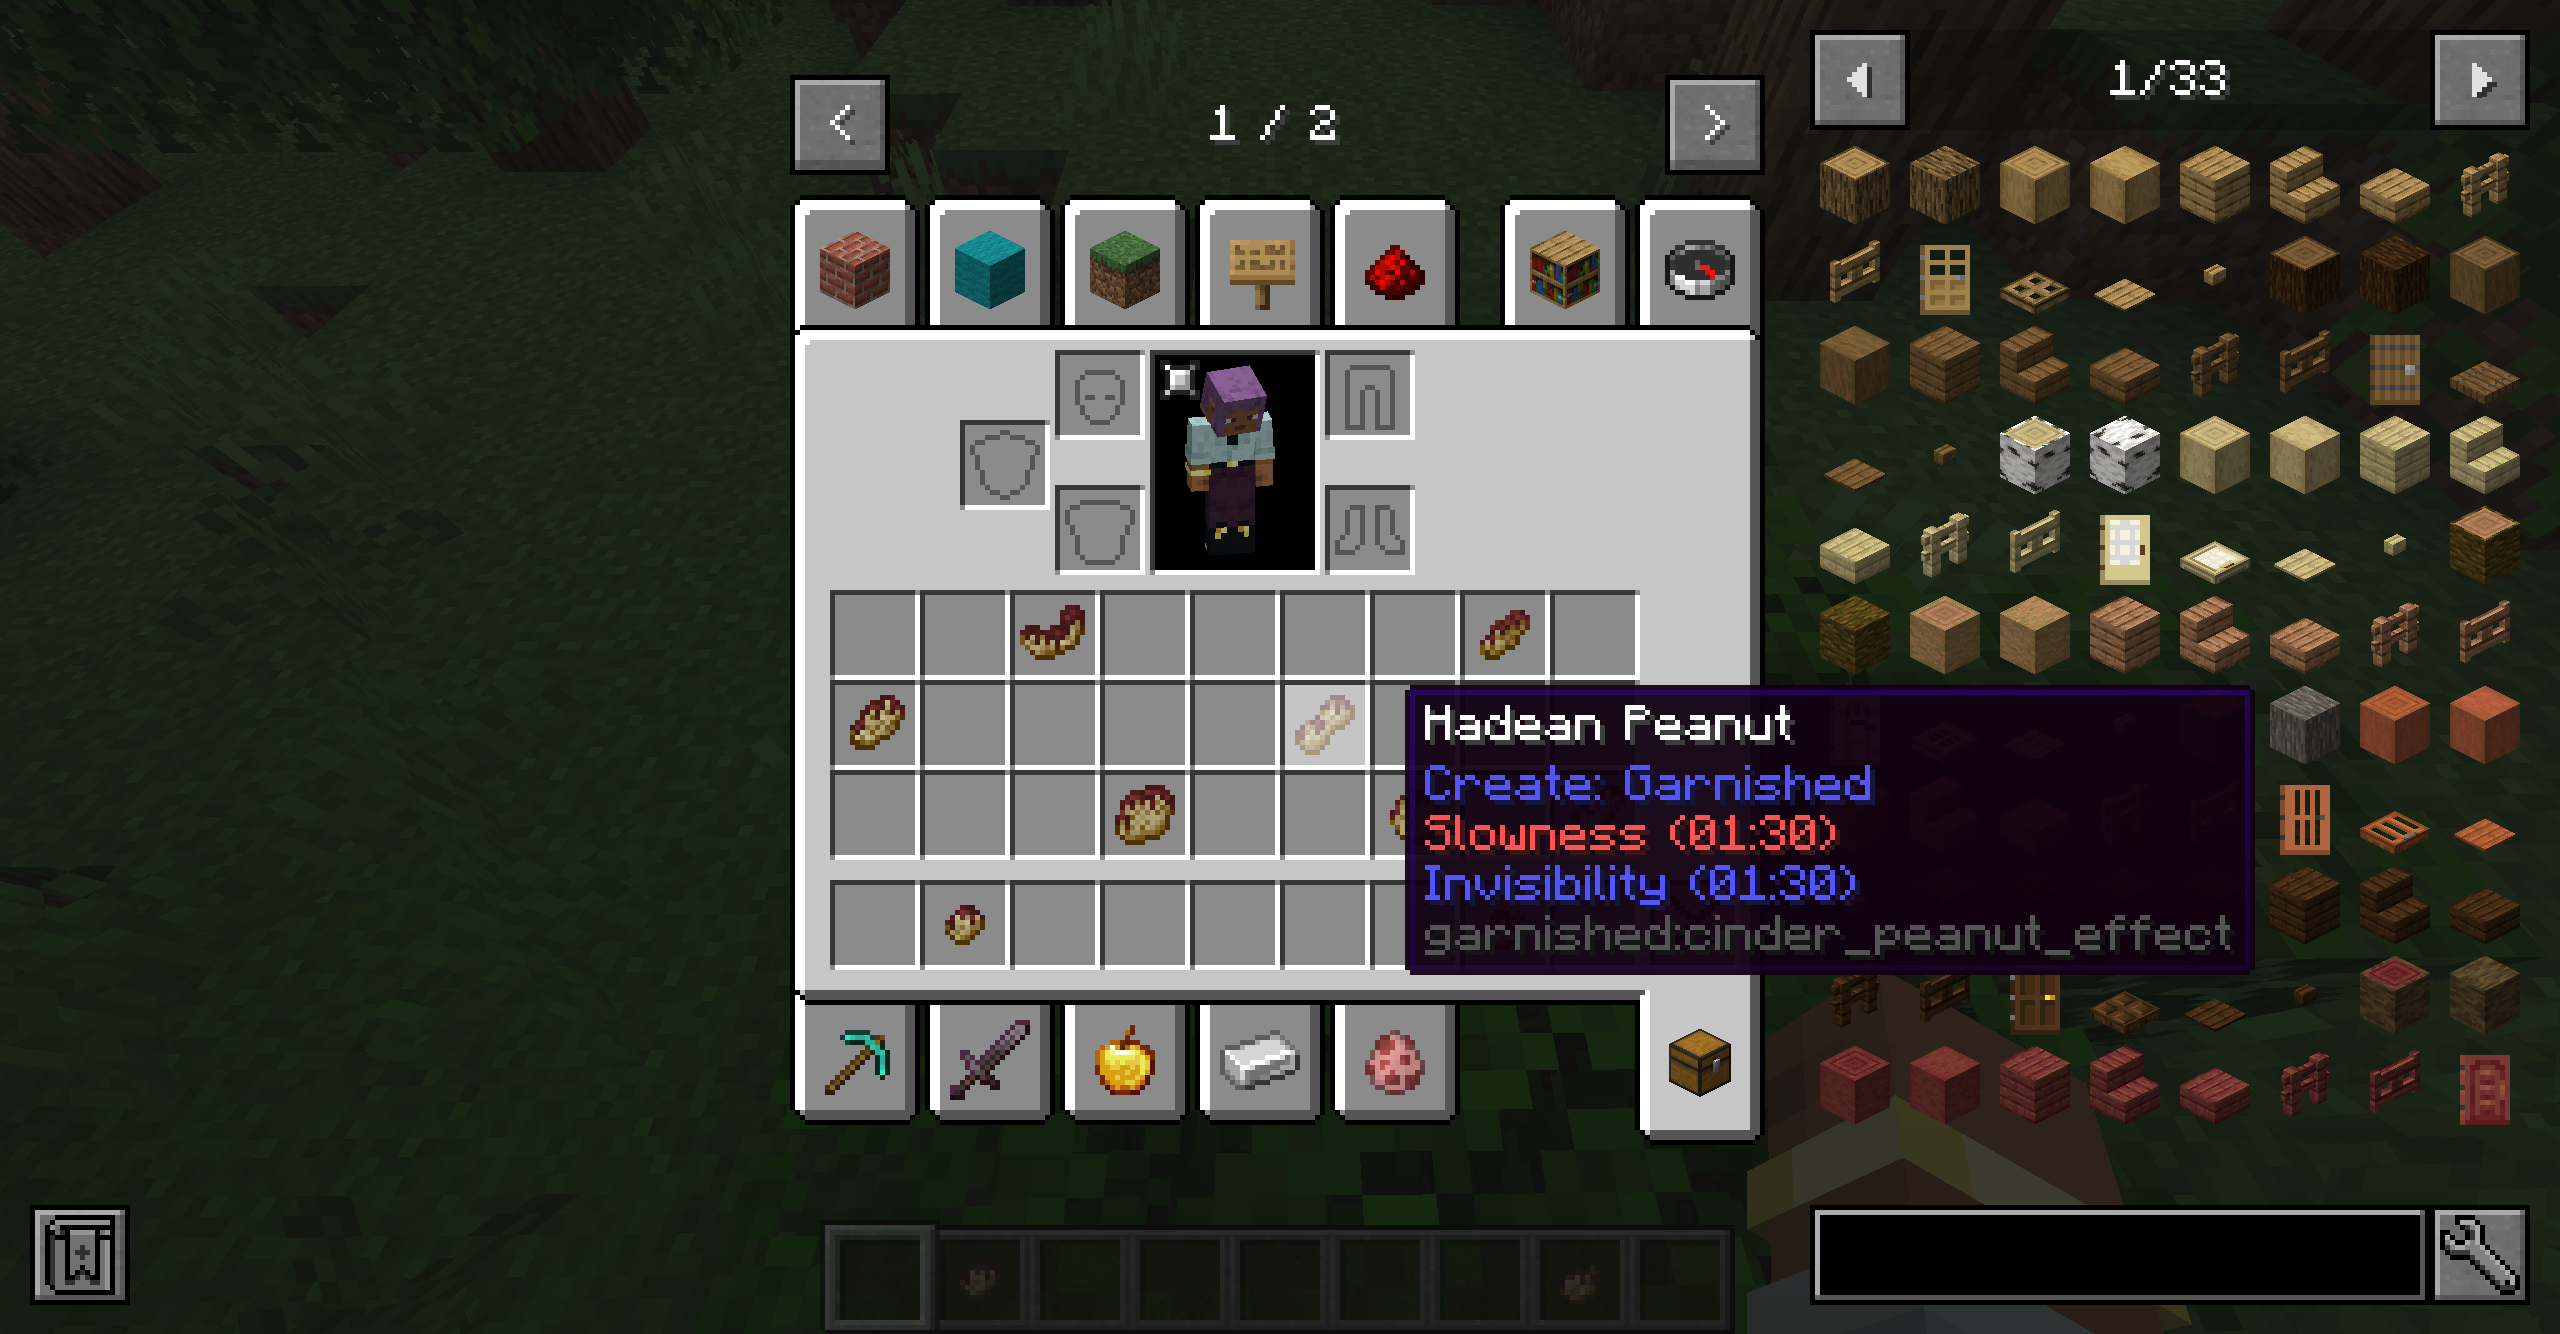 1 / 2
1/33
Hadean Peanut
Create: Garnished
Slowness (01:30)
Invisibility (01:30)
garnished:cinder_peanut_effect